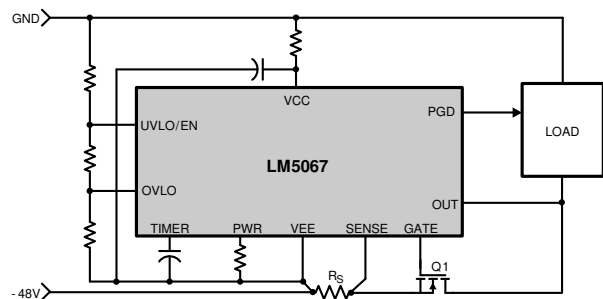 GND
VCC
UVLO/EN
PGD
LOAD
LM5067
OVLO
OUT
TIMER PWR VEE SENSE GATE
RS
Q1
- 48V